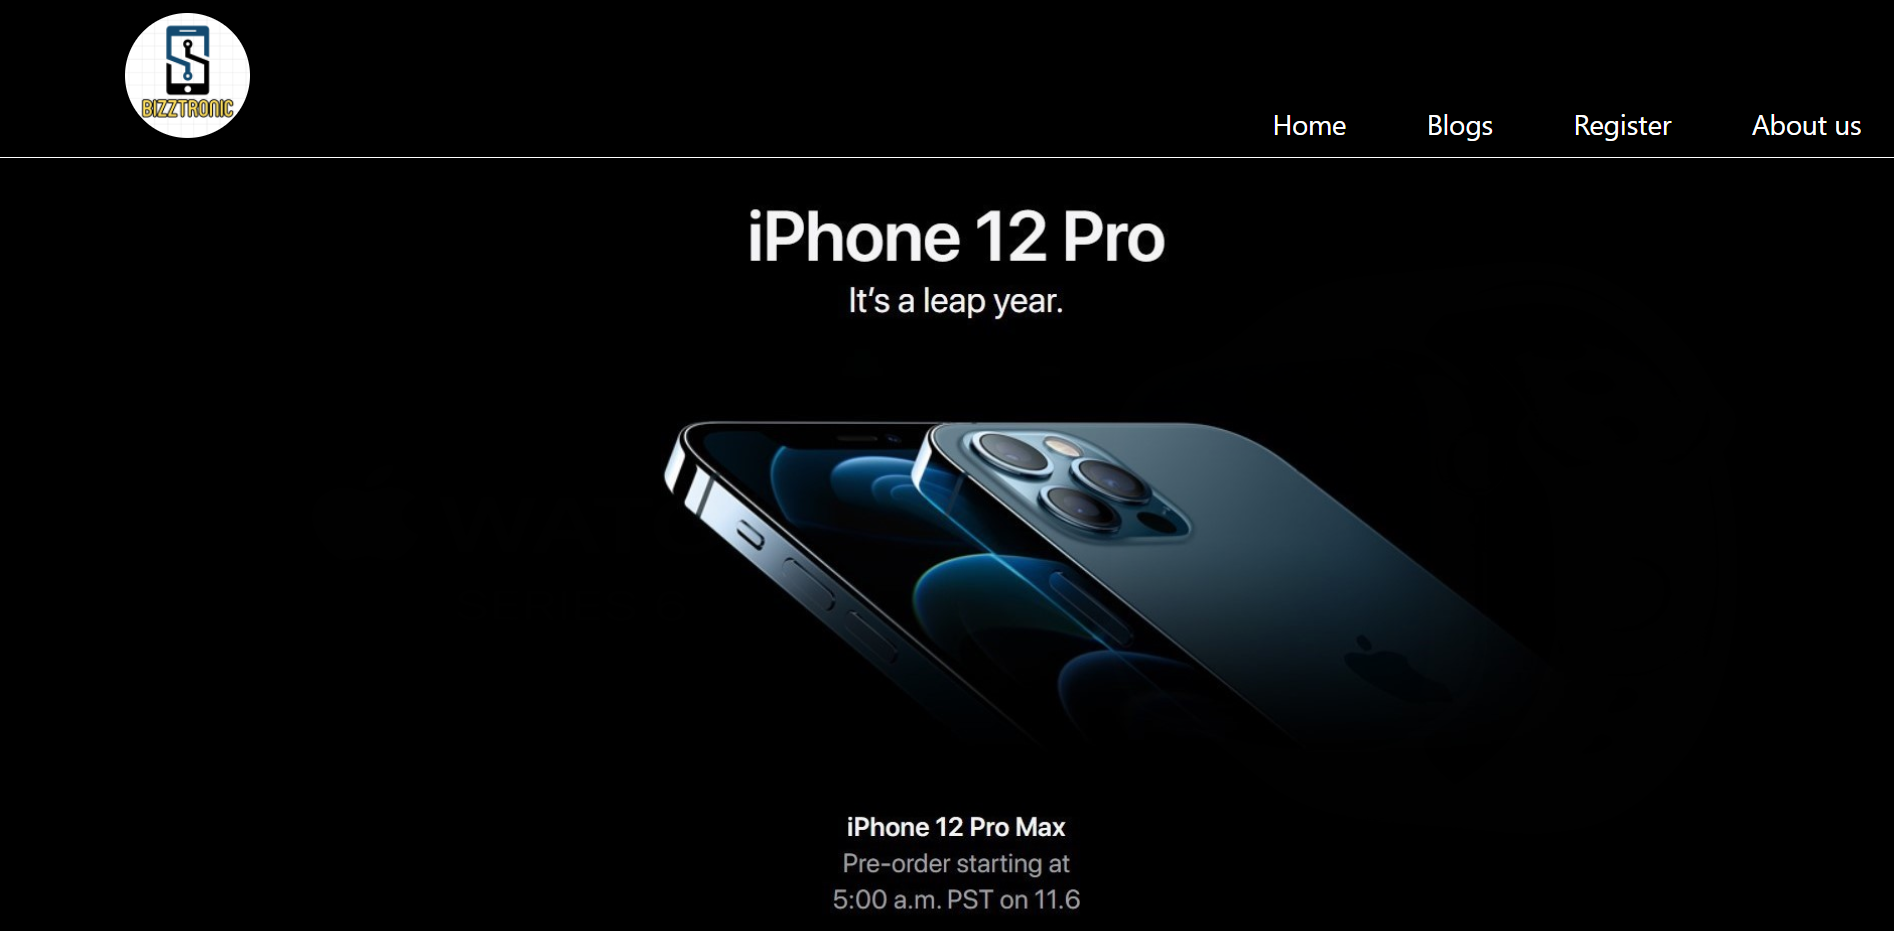 BIZZTRONIC
Home Blogs Register About us
iPhone 12 Pro
It's a leap year.
iPhone 12 Pro Max
Pre-order starting at
5:00 a.m. PST on 11.6